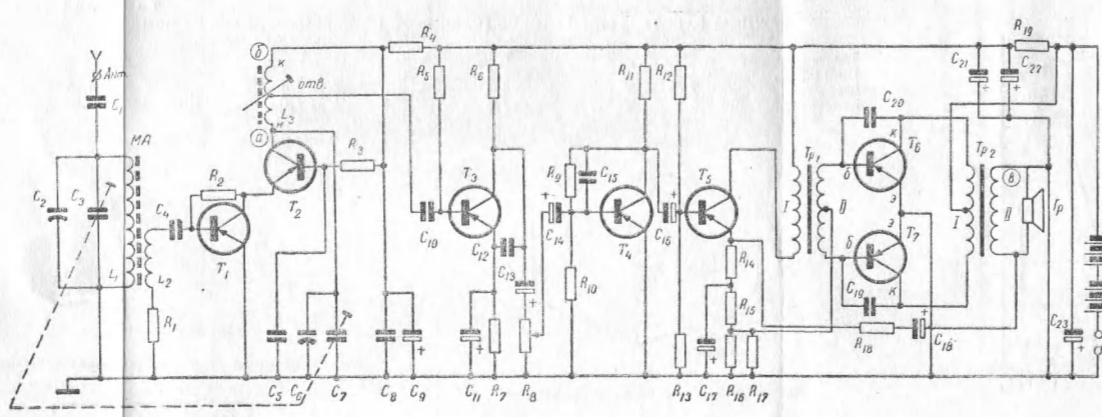 Ант.
C1
MA
C2
C3
C4
L1
L2
R1
R2
T1
б
к
отв.
L3
н
а
T2
R3
R4
C5
C6
C7
C8
C9
R5
R6
C10
T3
C11
R7
C12
C13
R8
C14
R9
C15
R10
T4
R11
R12
C16
T5
R13
C17
R14
R15
R16
R17
I
Тр1
II
C20
T6
к
б
э
э
T7
б
к
C19
R18
C18
I
Тр2
II
в
Гр
C21
C22
R19
C23